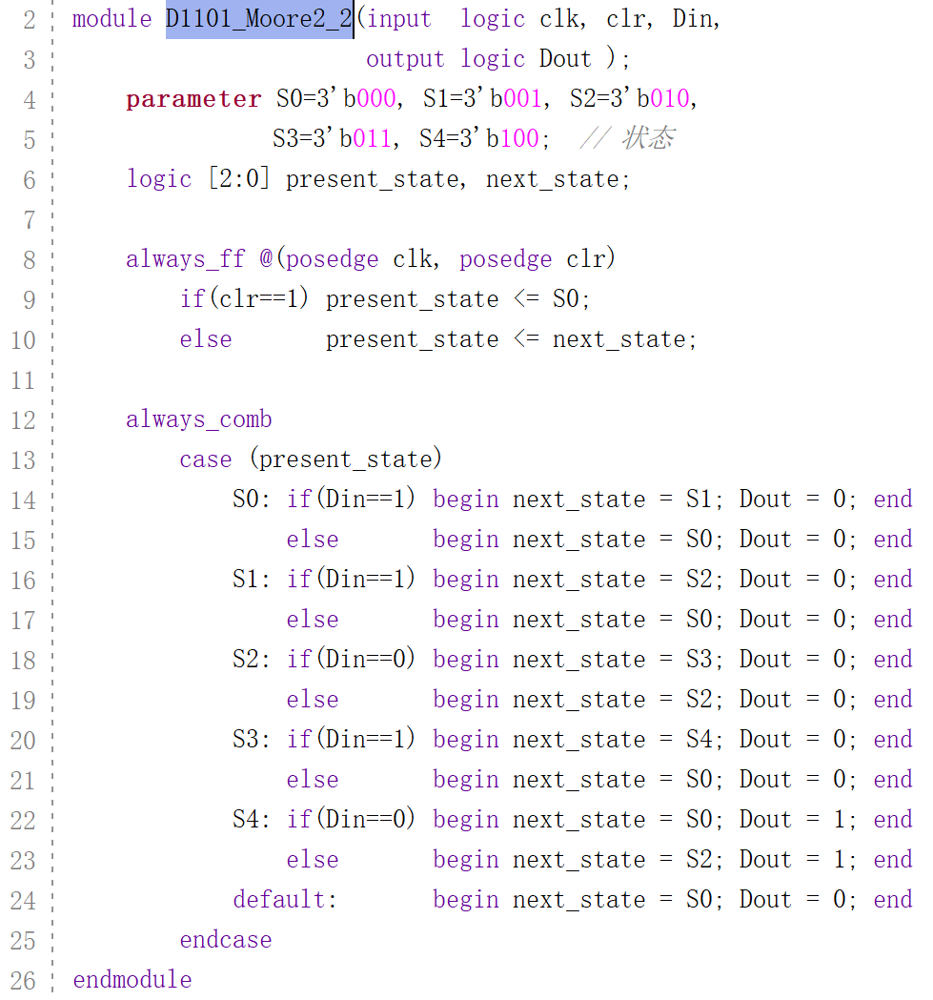 2 module D1101_Moore2_2(input  logic clk, clr, Din,
3                       output logic Dout );
4     parameter S0=3'b000, S1=3'b001, S2=3'b010,
5                S3=3'b011, S4=3'b100;  // 状态
6     logic [2:0] present_state, next_state;
7
8     always_ff @(posedge clk, posedge clr)
9         if(clr==1) present_state <= S0;
10         else       present_state <= next_state;
11
12     always_comb
13         case (present_state)
14             S0: if(Din==1) begin next_state = S1; Dout = 0; end
15                 else       begin next_state = S0; Dout = 0; end
16             S1: if(Din==1) begin next_state = S2; Dout = 0; end
17                 else       begin next_state = S0; Dout = 0; end
18             S2: if(Din==0) begin next_state = S3; Dout = 0; end
19                 else       begin next_state = S2; Dout = 0; end
20             S3: if(Din==1) begin next_state = S4; Dout = 0; end
21                 else       begin next_state = S0; Dout = 0; end
22             S4: if(Din==0) begin next_state = S0; Dout = 1; end
23                 else       begin next_state = S2; Dout = 1; end
24             default:       begin next_state = S0; Dout = 0; end
25         endcase
26 endmodule